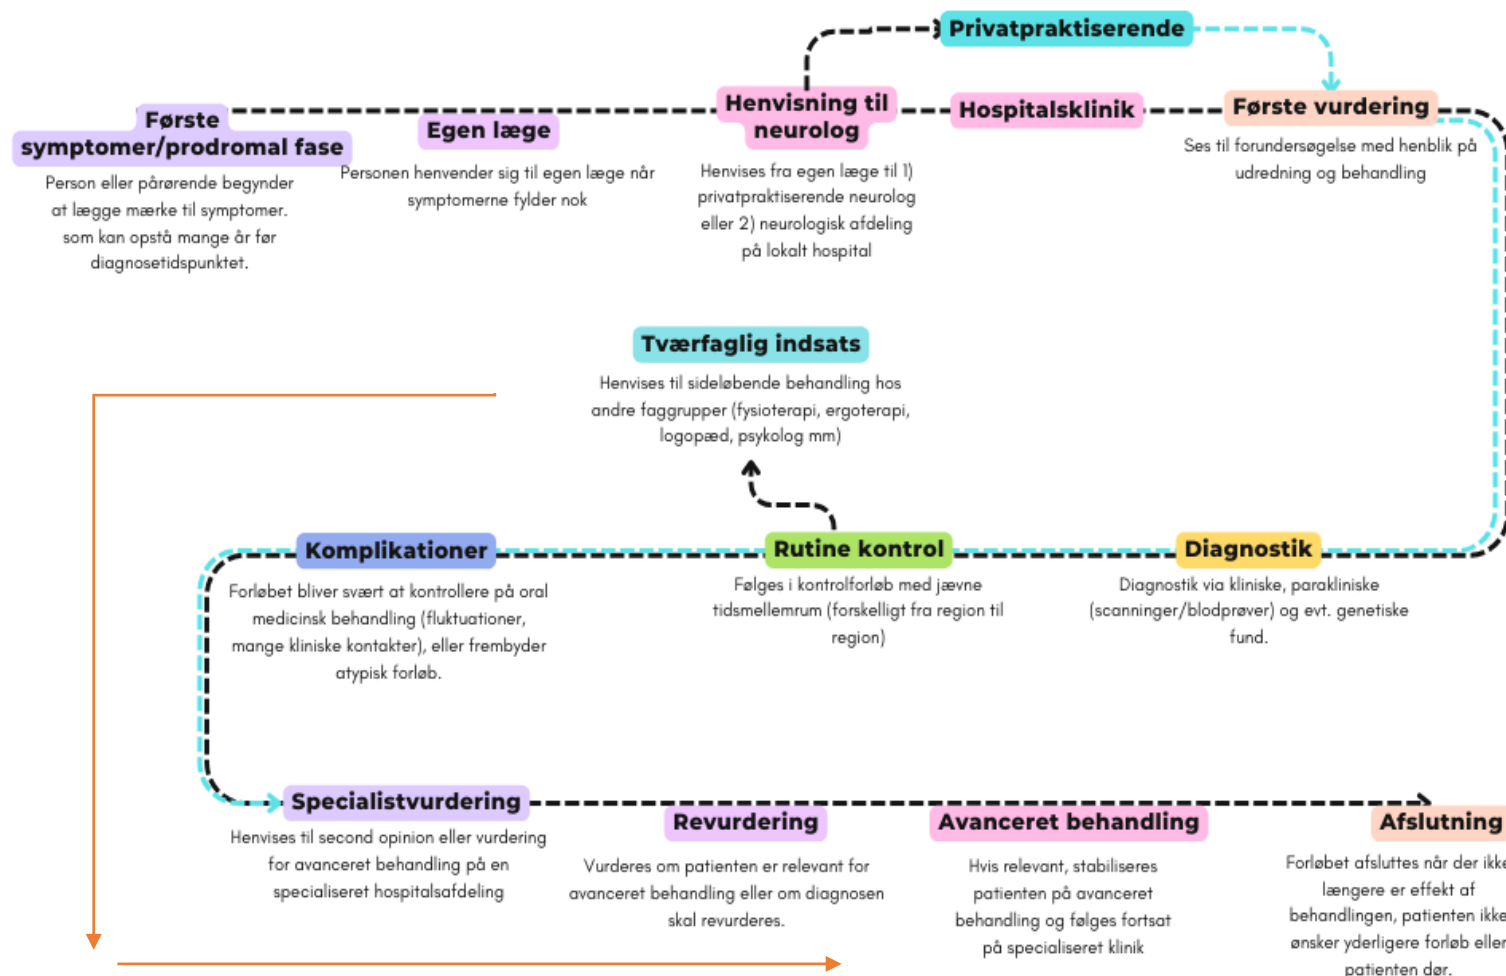 Privatpraktiserende
Første
symptomer/prodromal fase
Person eller pårørende begynder
at lægge mærke til symptomer.
som kan opstå mange år før
diagnosetidspunktet.
Egen læge
Personen henvender sig til egen læge når
symptomerne fylder nok
Henvisning til
neurolog
Henvises fra egen læge til 1)
privatpraktiserende neurolog
eller 2) neurologisk afdeling
på lokalt hospital
Hospitalsklinik
Første vurdering
Ses til forundersøgelse med henblik på
udredning og behandling
Tværfaglig indsats
Henvises til sideløbende behandling hos
andre faggrupper (fysioterapi, ergoterapi,
logopæd, psykolog mm)
Komplikationer
Forløbet bliver svært at kontrollere på oral
medicinsk behandling (fluktuationer,
mange kliniske kontakter), eller frembyder
atypisk forløb.
Rutine kontrol
Følges i kontrolforløb med jævne
tidsmellemrum (forskelligt fra region til
region)
Diagnostik
Diagnostik via kliniske, parakliniske
(scanninger/blodprøver) og evt. genetiske
fund.
Specialistvurdering
Henvises til second opinion eller vurdering
for avanceret behandling på en
specialiseret hospitalsafdeling
Revurdering
Vurderes om patienten er relevant for
avanceret behandling eller om diagnosen
skal revurderes.
Avanceret behandling
Hvis relevant, stabiliseres
patienten på avanceret
behandling og følges fortsat
på specialiseret klinik
Afslutning
Forløbet afsluttes når der ikke
længere er effekt af
behandlingen, patienten ikke
ønsker yderligere forløb eller
patienten dør.